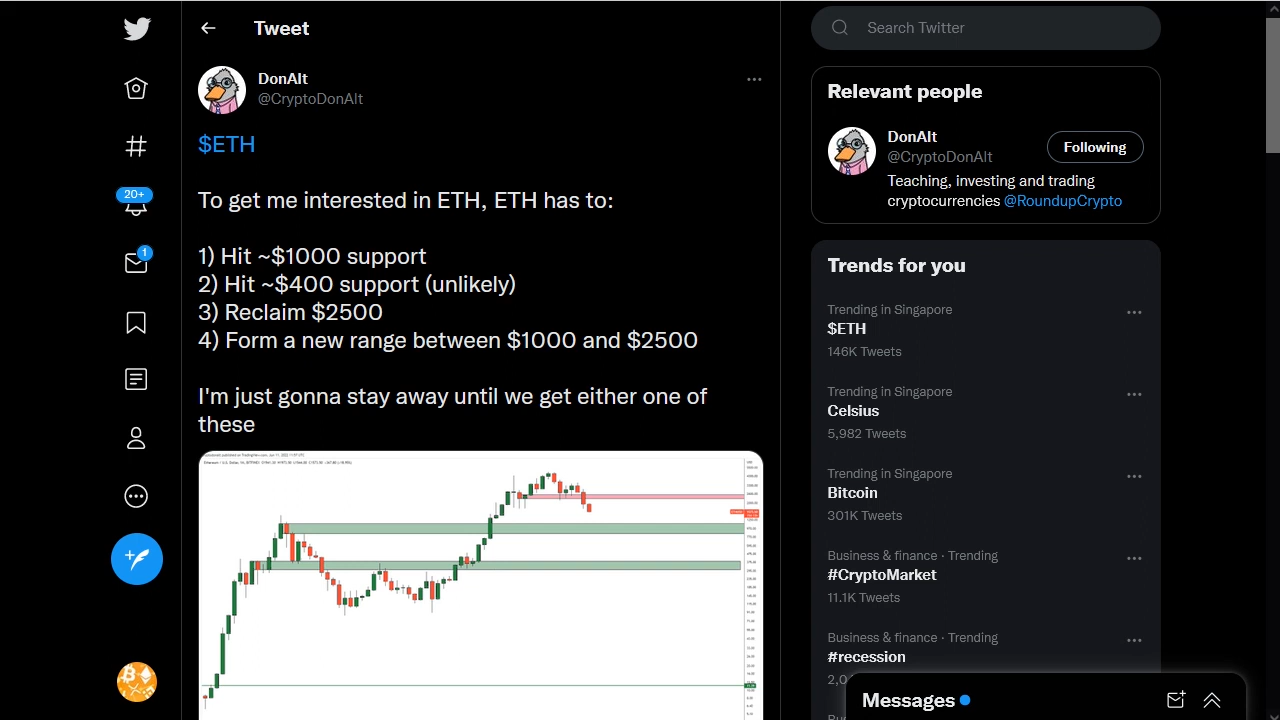 Tweet
Search Twitter
DonAlt
@CryptoDonAlt
$ETH
To get me interested in ETH, ETH has to:
1) Hit ~$1000 support
2) Hit ~$400 support (unlikely)
3) Reclaim $2500
4) Form a new range between $1000 and $2500
I'm just gonna stay away until we get either one of
these
20+
1
Relevant people
DonAlt
@CryptoDonAlt
Following
Teaching, investing and trading
cryptocurrencies @RoundupCrypto
Trends for you
Trending in Singapore
$ETH
146K Tweets
Trending in Singapore
Celsius
5,982 Tweets
Trending in Singapore
Bitcoin
301K Tweets
Business & finance · Trending
#CryptoMarket
11.1K Tweets
Business & finance · Trending
#recession
Messages